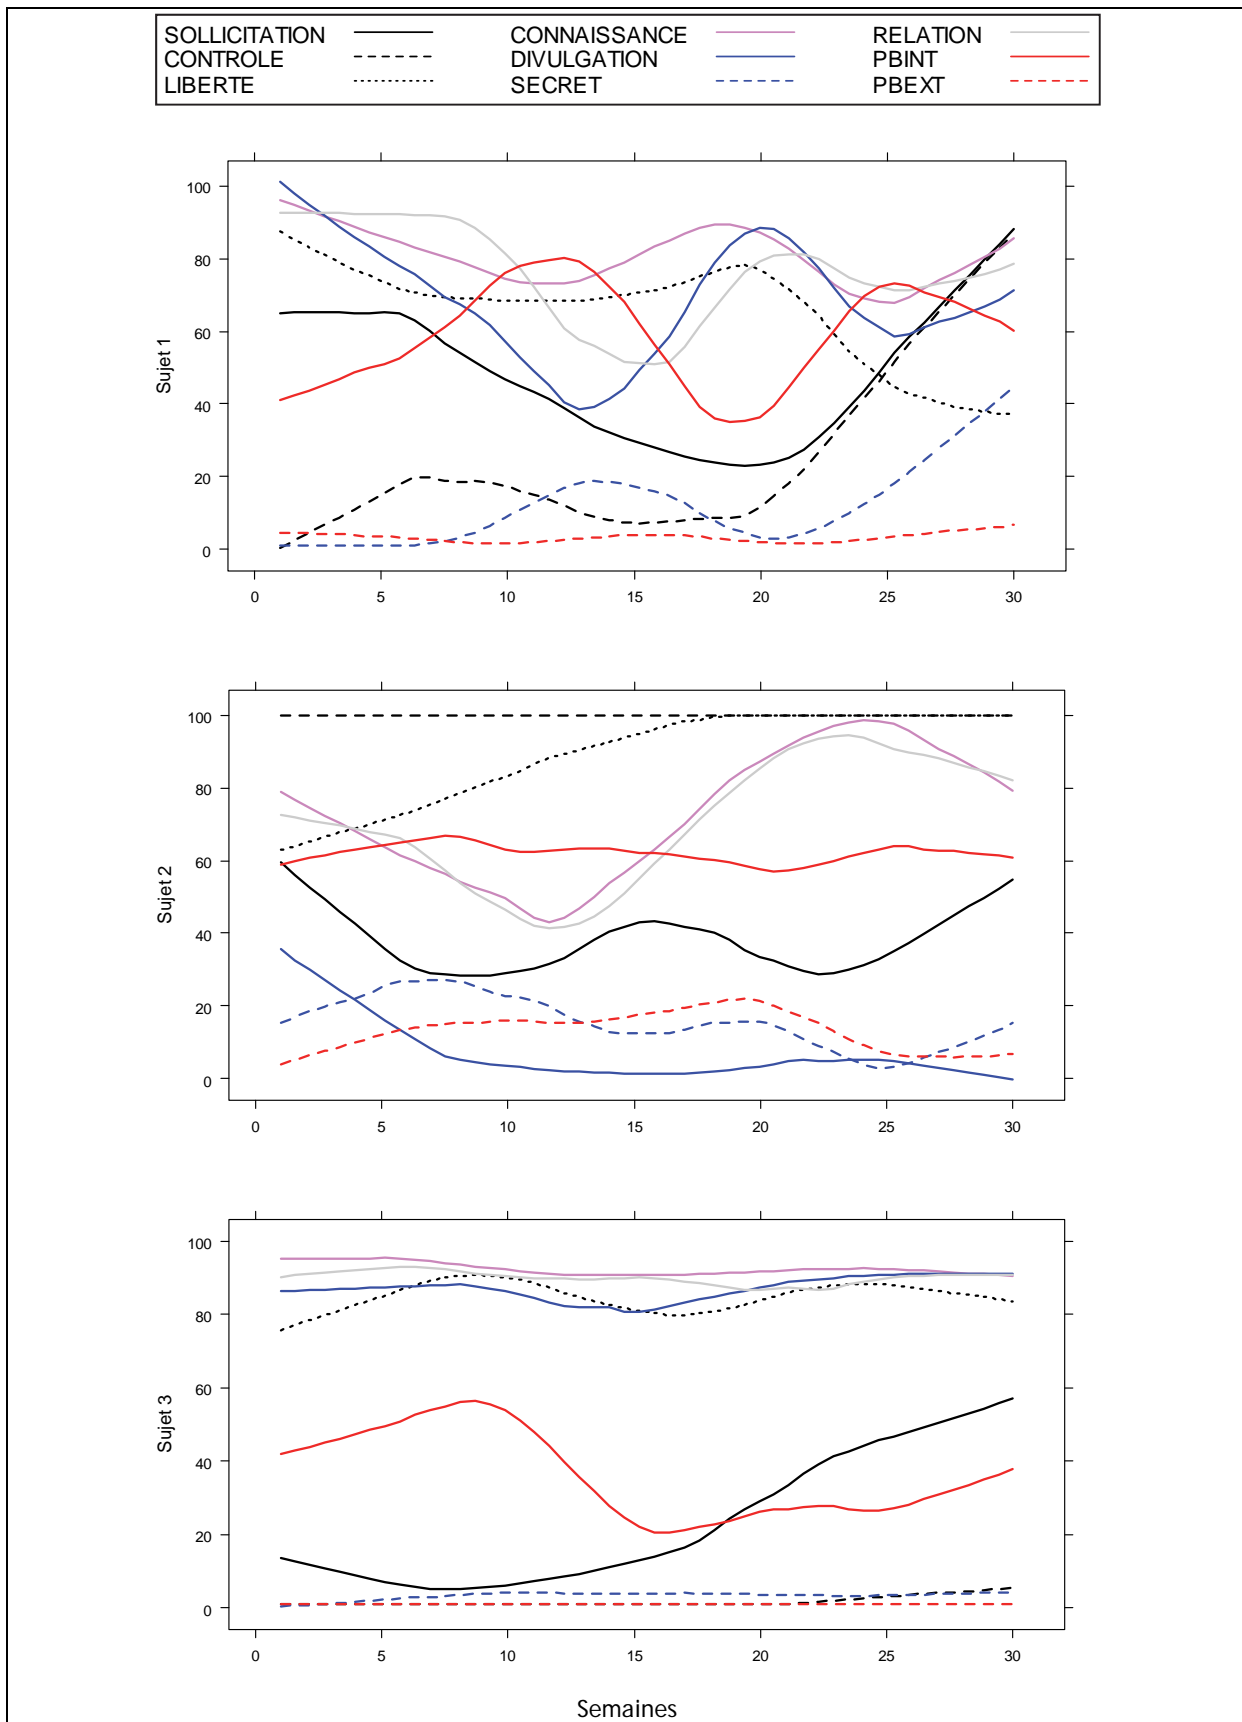 SOLLICITATION CONNAISSANCE RELATION
CONTROLE DIVULGATION PBINT
LIBERTE SECRET PBEXT
100
80
60
40
20
0
Sujet 1
0 5 10 15 20 25 30
100
80
60
40
20
0
Sujet 2
0 5 10 15 20 25 30
100
80
60
40
20
0
Sujet 3
0 5 10 15 20 25 30
Semaines